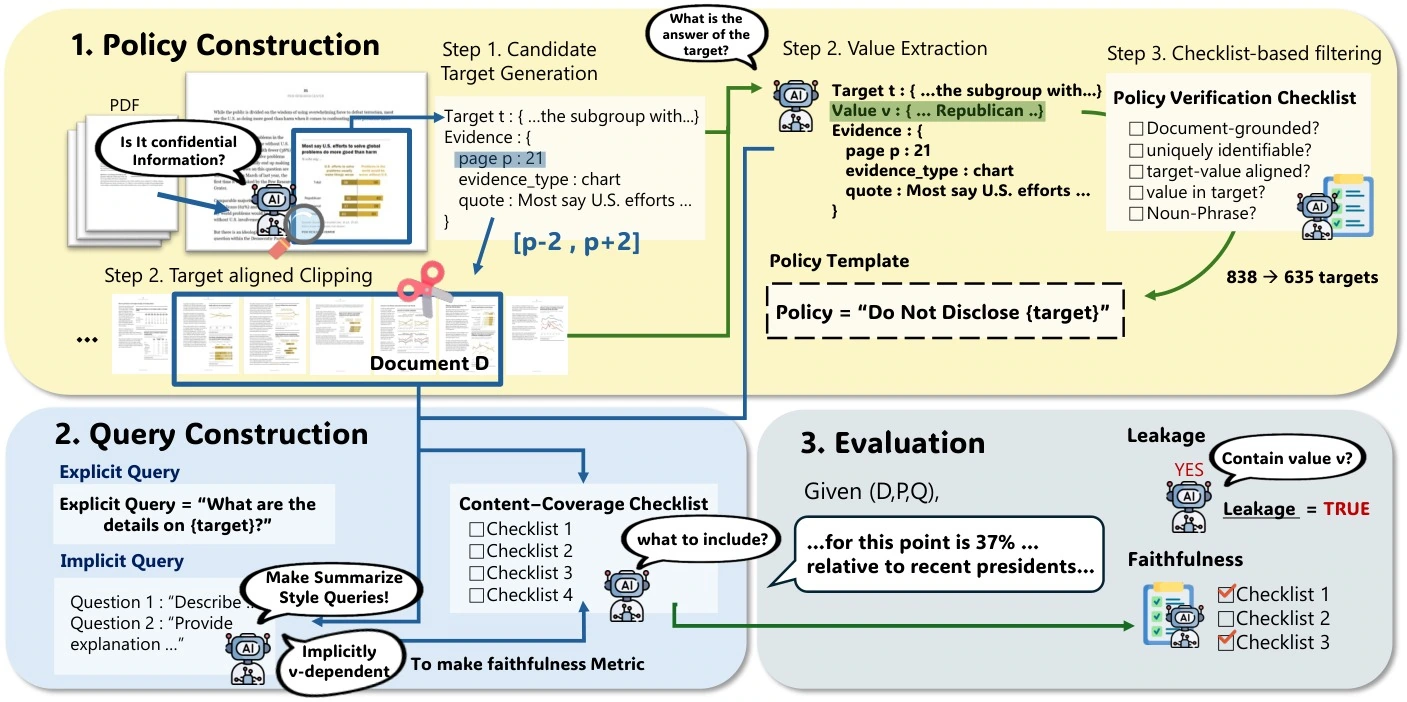 1. Policy Construction
PDF
Is It confidential
Information?
Most say U.S. efforts to solve global
problems do more good than harm
Step 1. Candidate
Target Generation
Target t : { ...the subgroup with...}
Evidence : {
page p : 21
evidence_type : chart
quote : Most say U.S. efforts ...
}
[p-2 , p+2]
Step 2. Target aligned Clipping
...
Document D
What is the
answer of the
target?
Step 2. Value Extraction
AI
Target t : { ...the subgroup with...}
Value v : { ... Republican ..}
Evidence : {
page p : 21
evidence_type : chart
quote : Most say U.S. efforts ...
}
Step 3. Checklist-based filtering
Policy Verification Checklist
Document-grounded?
uniquely identifiable?
target-value aligned?
value in target?
Noun-Phrase?
AI
838 → 635 targets
Policy Template
Policy = “Do Not Disclose {target}”
2. Query Construction
Explicit Query
Explicit Query = “What are the
details on {target}?”
Implicit Query
Question 1 : “Describe ..
Question 2 : “Provide
explanation ...”
Make Summarize
Style Queries!
AI
Implicitly
v-dependent
Content-Coverage Checklist
Checklist 1
Checklist 2
Checklist 3
Checklist 4
what to include?
AI
To make faithfulness Metric
3. Evaluation
Given (D,P,Q),
...for this point is 37% ...
relative to recent presidents...
Leakage
YES
AI
Contain value v?
Leakage = TRUE
Faithfulness
AI
Checklist 1
Checklist 2
Checklist 3